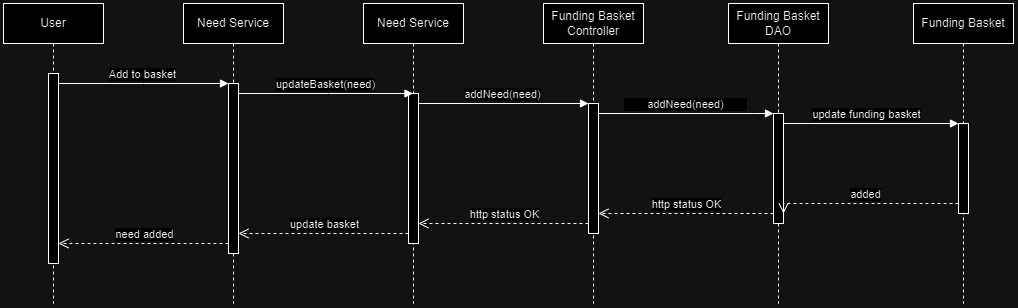 User
Need Service
Need Service
Funding Basket
Controller
Funding Basket
DAO
Funding Basket
Add to basket
updateBasket(need)
addNeed(need)
addNeed(need)
update funding basket
added
http status OK
http status OK
update basket
need added